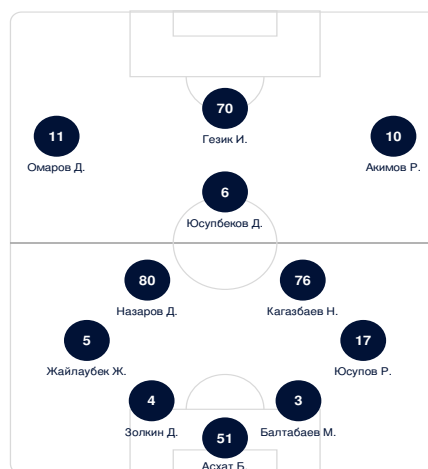 70
Гезик И.
11
Омаров Д.
10
Акимов Р.
6
Юсупбеков Д.
80
Назаров Д.
76
Кагазбаев Н.
5
Жайлаубек Ж.
17
Юсупов Р.
4
Золкин Д.
3
Балтабаев М.
51
Асхат Б.